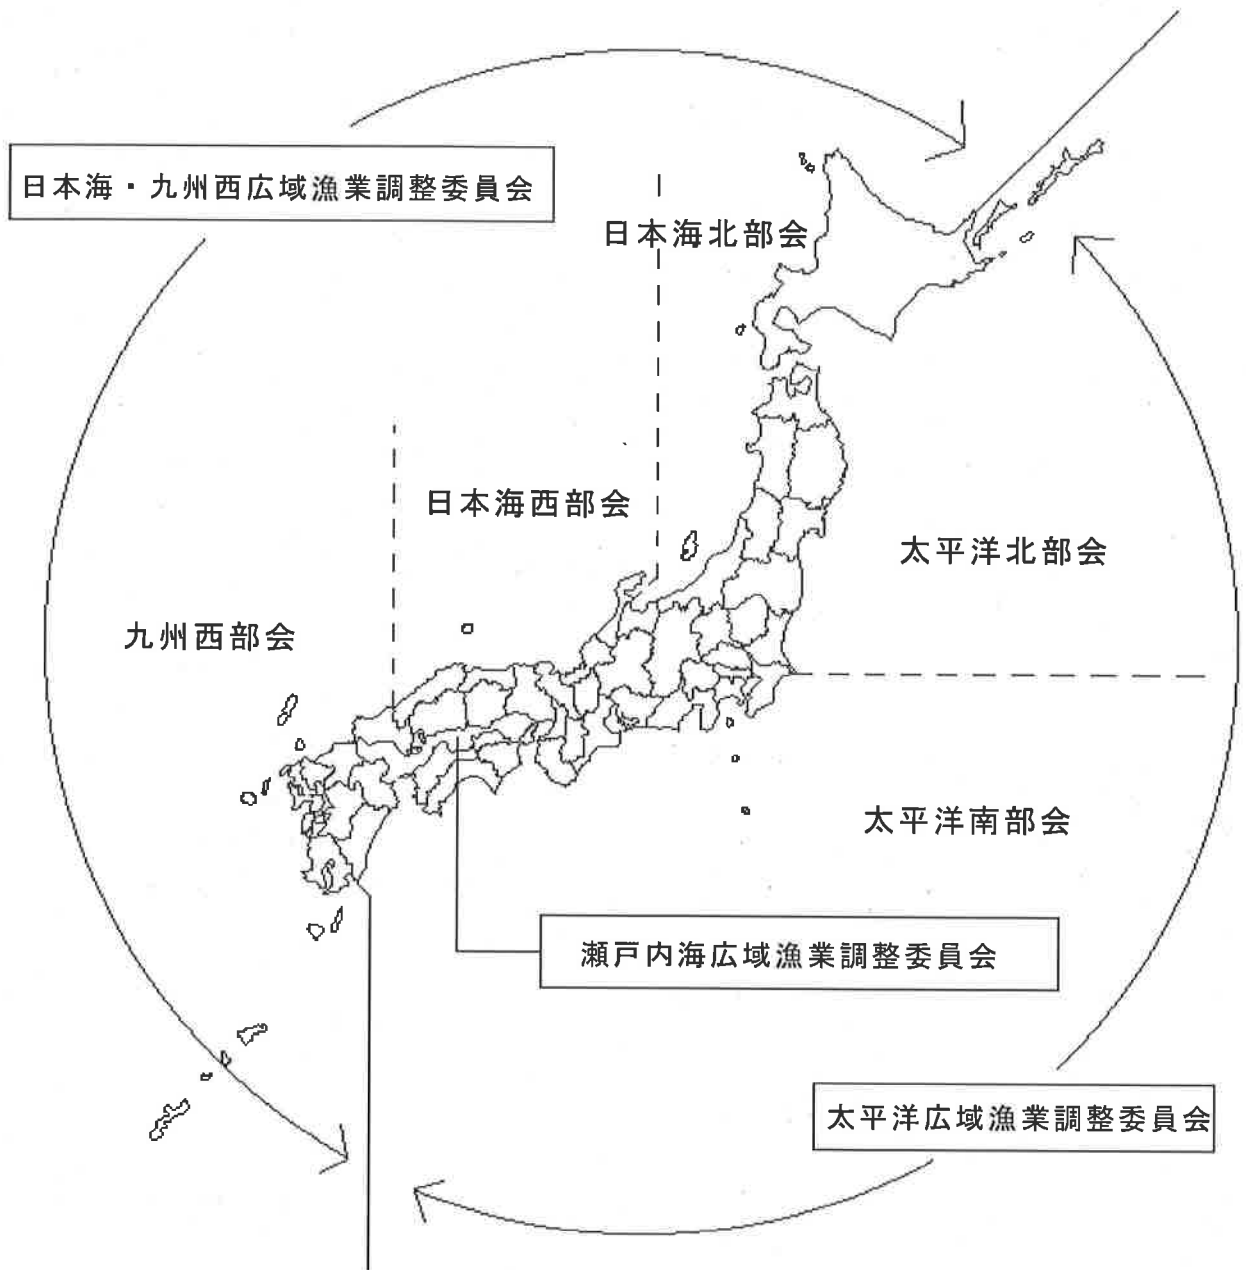 日本海・九州西広域漁業調整委員会
日本海北部会
日本海西部会
太平洋北部会
九州西部会
太平洋南部会
瀬戸内海広域漁業調整委員会
太平洋広域漁業調整委員会